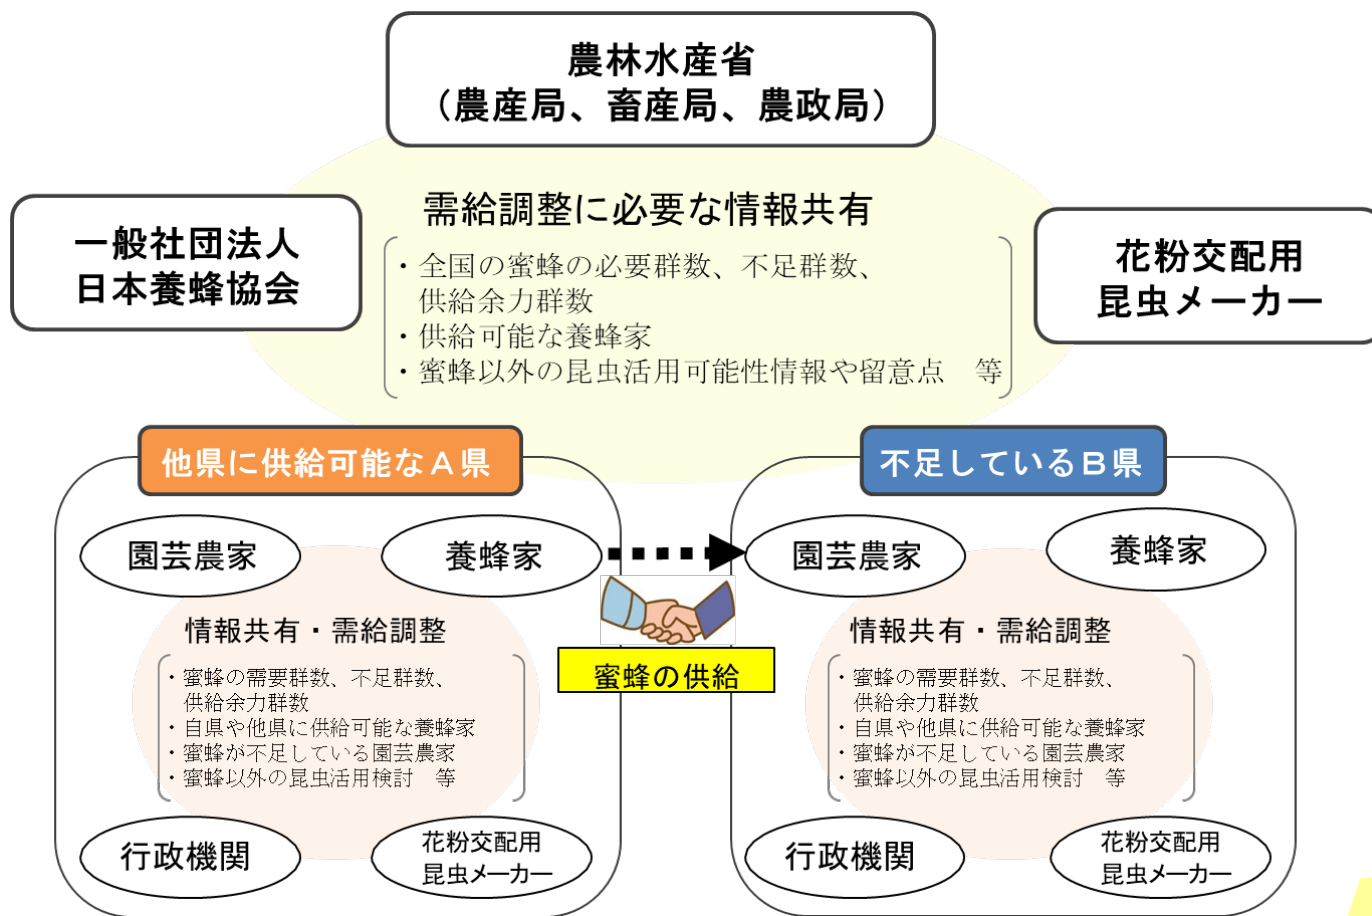 農林水産省
（農産局、畜産局、農政局）
一般社団法人
日本養蜂協会
花粉交配用
昆虫メーカー
需給調整に必要な情報共有
・全国の蜜蜂の必要群数、不足群数、
供給余力群数
・供給可能な養蜂家
・蜜蜂以外の昆虫活用可能性情報や留意点　等
他県に供給可能なＡ県
園芸農家
養蜂家
情報共有・需給調整
・蜜蜂の需要群数、不足群数、
供給余力群数
・自県や他県に供給可能な養蜂家
・蜜蜂が不足している園芸農家
・蜜蜂以外の昆虫活用検討　等
行政機関
花粉交配用
昆虫メーカー
蜜蜂の供給
不足しているＢ県
園芸農家
養蜂家
情報共有・需給調整
・蜜蜂の需要群数、不足群数、
供給余力群数
・自県や他県に供給可能な養蜂家
・蜜蜂が不足している園芸農家
・蜜蜂以外の昆虫活用検討　等
行政機関
花粉交配用
昆虫メーカー